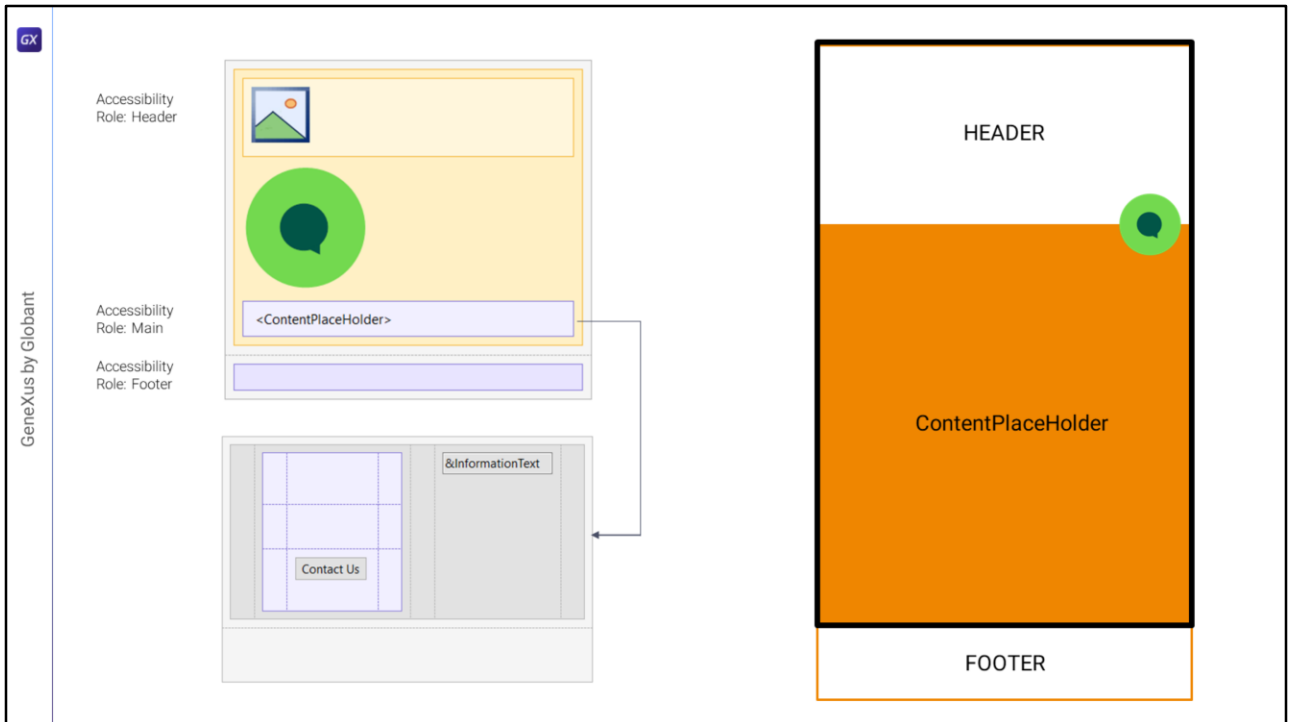 GX
GeneXus by Globant
Accessibility
Role: Header
Accessibility
Role: Main
<ContentPlaceHolder>
Accessibility
Role: Footer
&InformationText
Contact Us
HEADER
ContentPlaceHolder
FOOTER